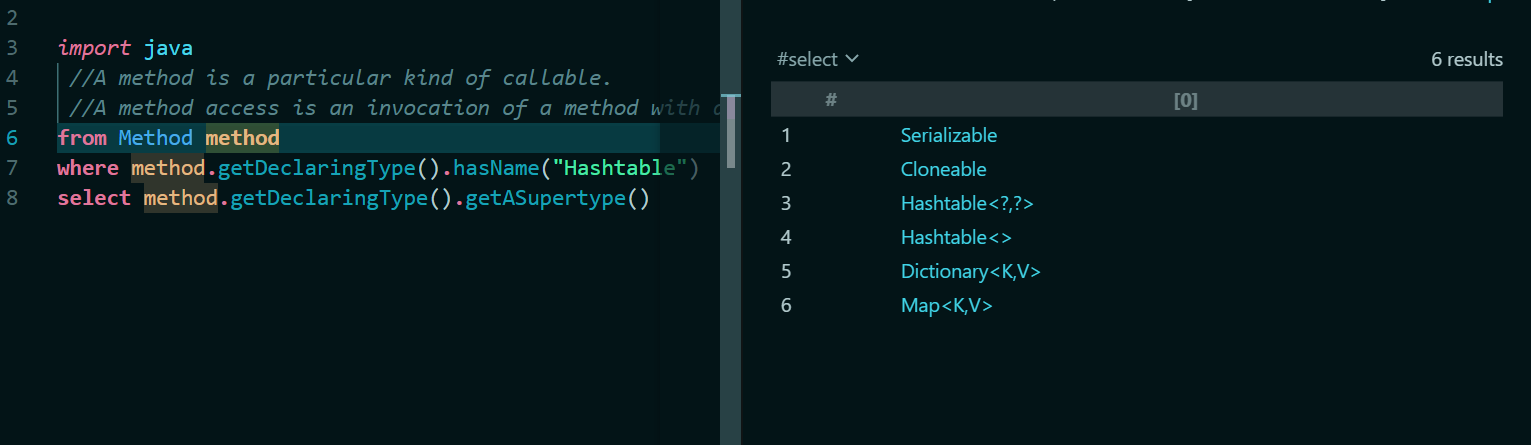 2
3 import java
4 //A method is a particular kind of callable.
5 //A method access is an invocation of a method with
6 from Method method
7 where method.getDeclaringType().hasName("Hashtable")
8 select method.getDeclaringType().getASupertype()
#select
6 results
# [0]
1 Serializable
2 Cloneable
3 Hashtable<?,?>
4 Hashtable<>
5 Dictionary<K,V>
6 Map<K,V>